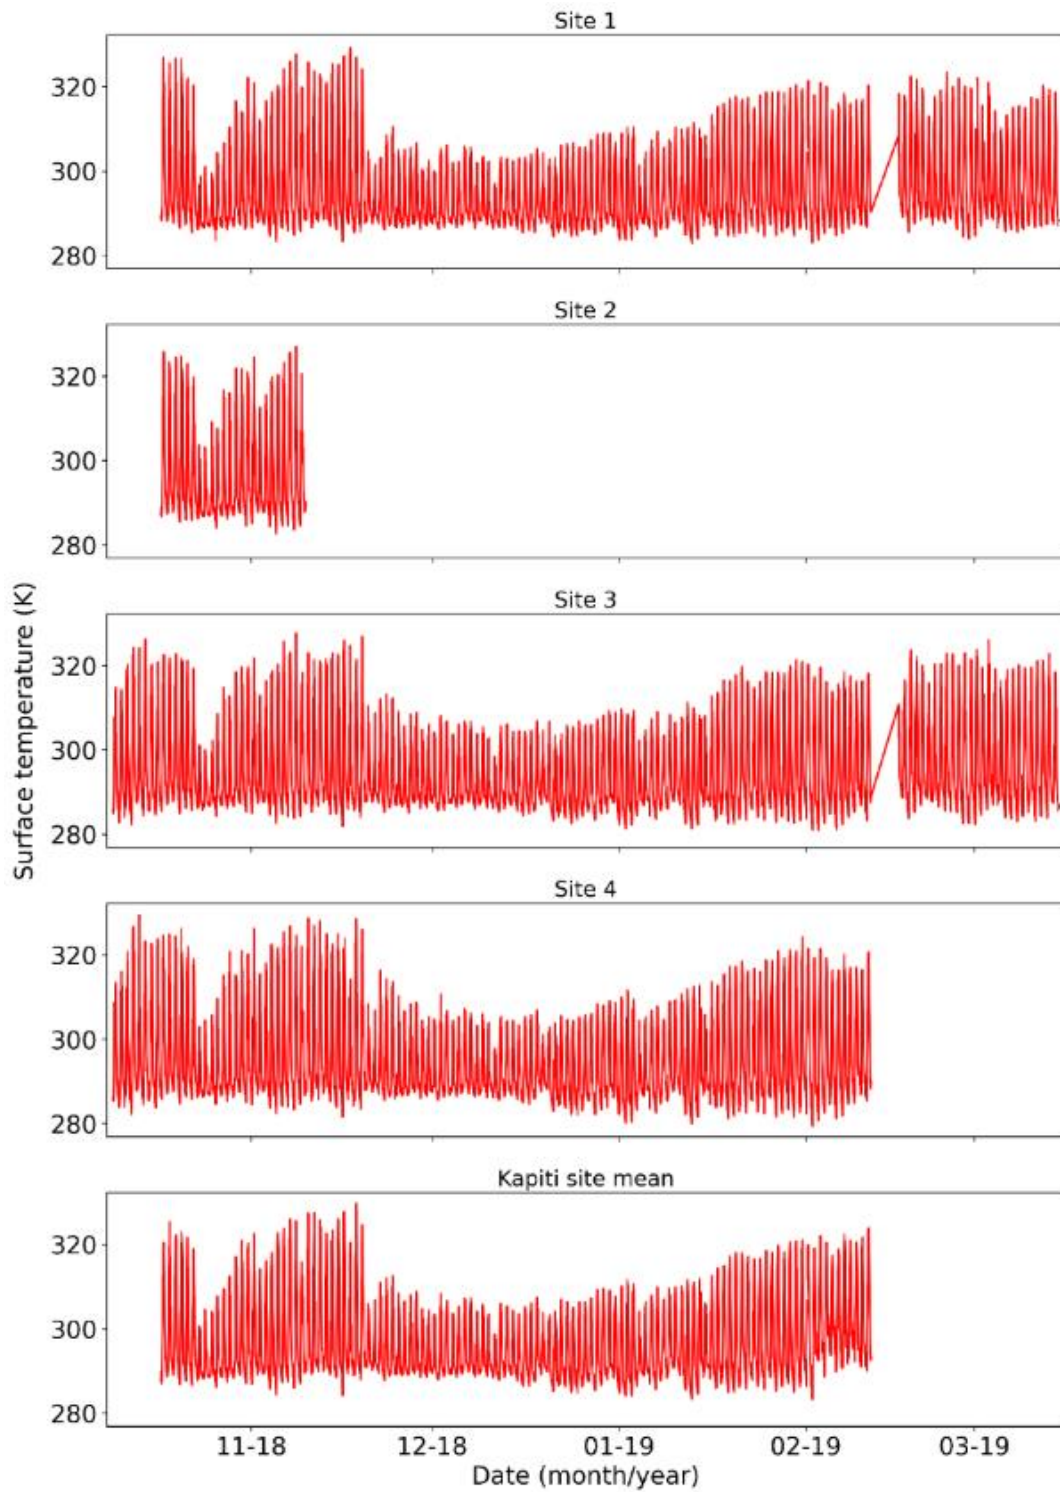 Site 1
320
300
280
Site 2
320
300
280
Site 3
320
300
280
Surface temperature (K)
Site 4
320
300
280
Kapiti site mean
320
300
280
11-18 12-18 01-19 02-19 03-19
Date (month/year)